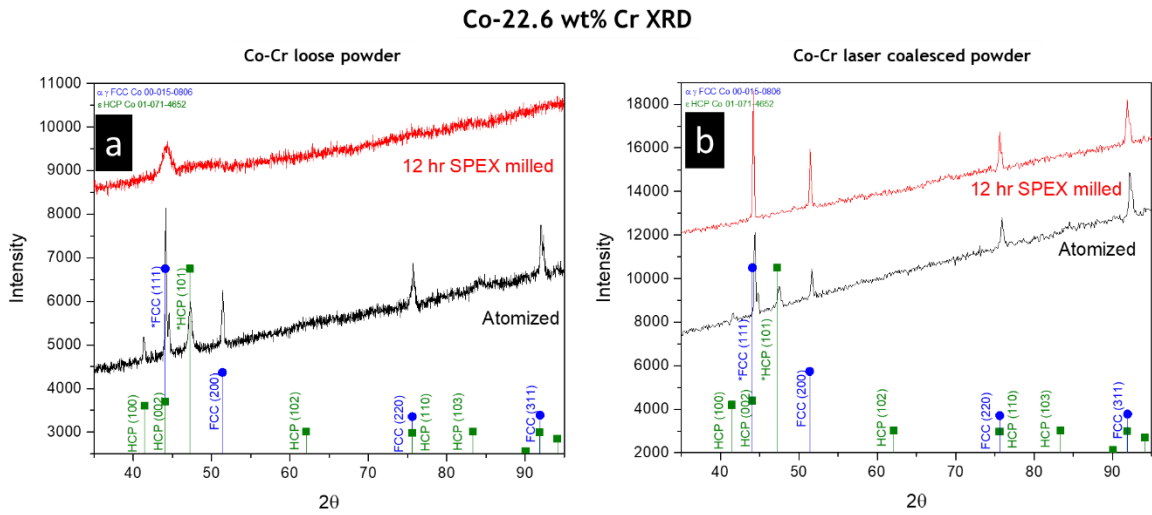 Co-22.6 wt% Cr XRD
Co-Cr loose powder
11000
10000
9000
8000
7000
6000
5000
4000
3000
Intensity
α γ FCC Co 00-015-0806
ε HCP Co 01-071-4652
a
12 hr SPEX milled
Atomized
HCP (100)
HCP (002)
*FCC (111)
*HCP (101)
FCC (200)
HCP (102)
FCC (220)
HCP (110)
HCP (103)
FCC (311)
40 50 60 70 80 90
2θ
Co-Cr laser coalesced powder
18000
16000
14000
12000
10000
8000
6000
4000
2000
Intensity
α γ FCC Co 00-015-0806
ε HCP Co 01-071-4652
b
12 hr SPEX milled
Atomized
HCP (100)
HCP (002)
*FCC (111)
*HCP (101)
FCC (200)
HCP (102)
FCC (220)
HCP (110)
HCP (103)
FCC (311)
40 50 60 70 80 90
2θ